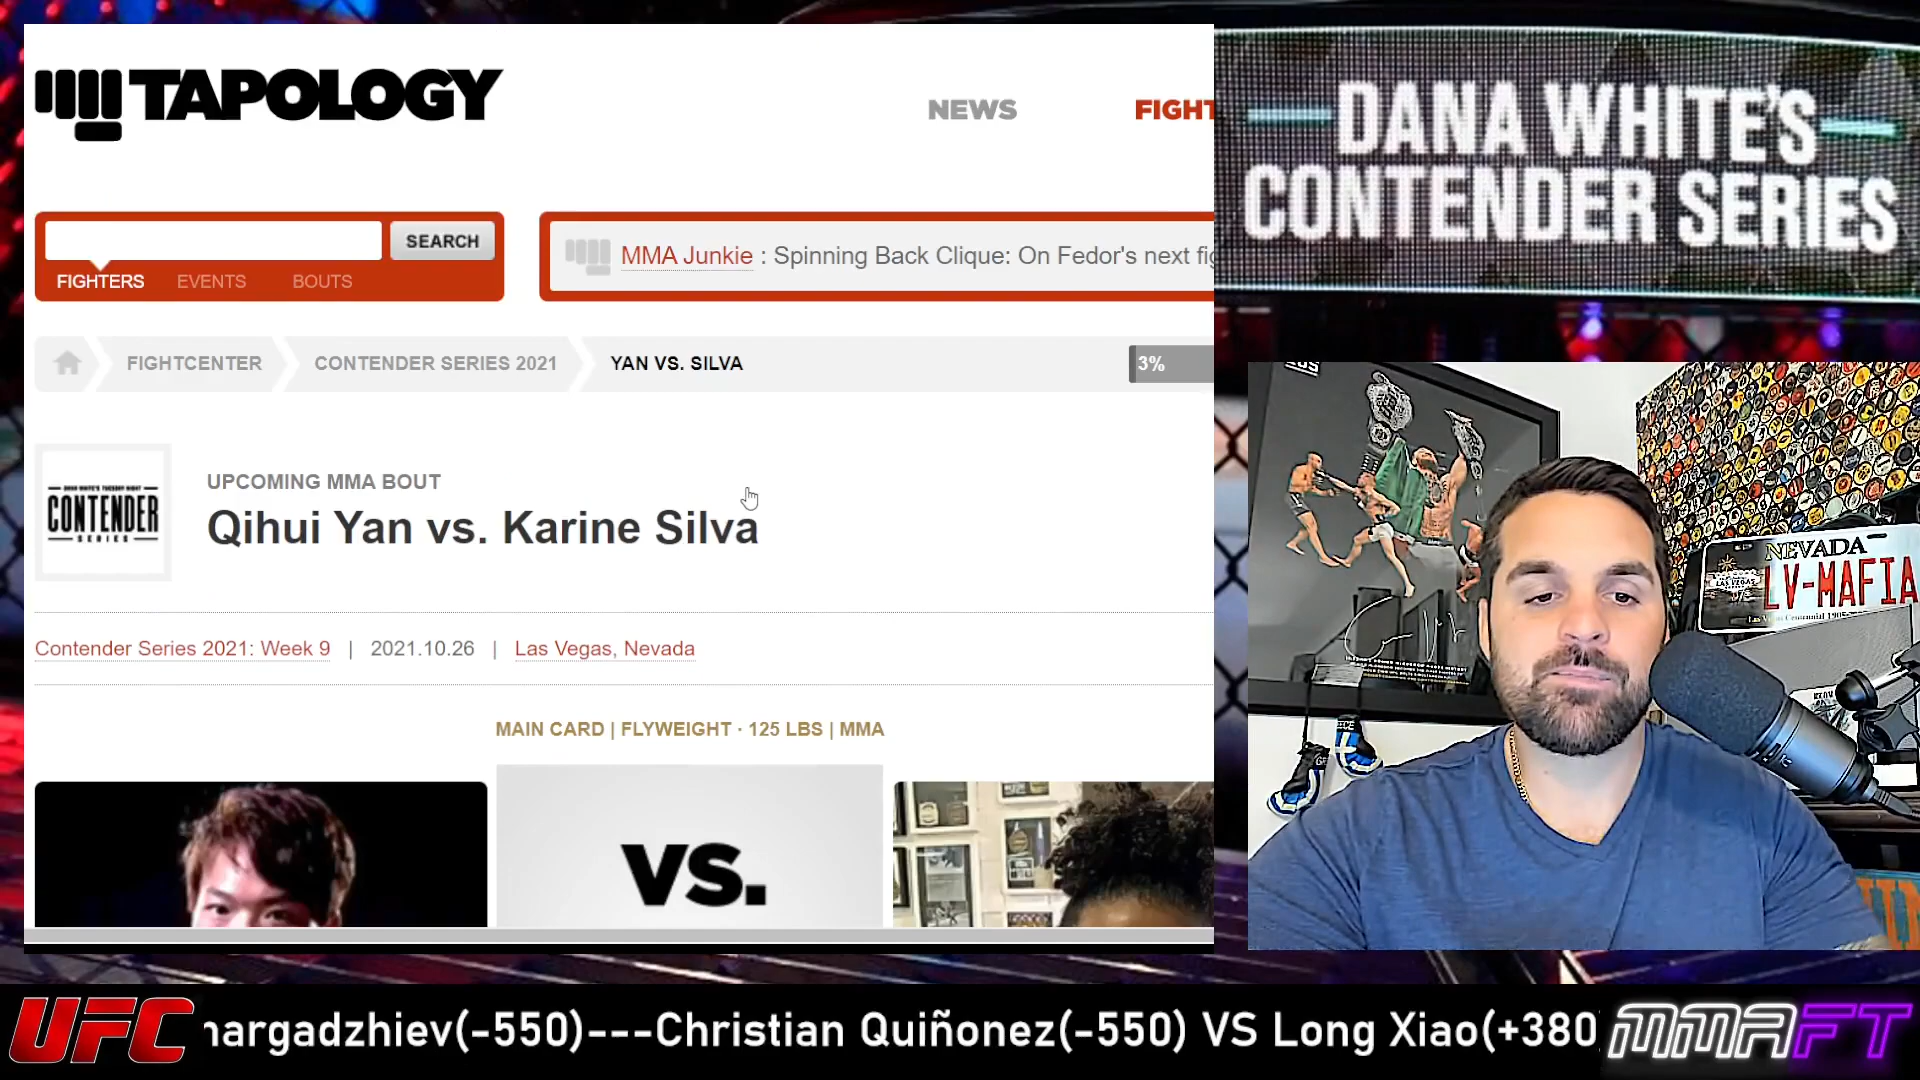 TAPOLOGY
NEWS
FIGHT
SEARCH
FIGHTERS EVENTS BOUTS
MMA Junkie : Spinning Back Clique: On Fedor's next fig
FIGHTCENTER
CONTENDER SERIES 2021
YAN VS. SILVA
3%
CONTENDER
SERIES
UPCOMING MMA BOUT
Qihui Yan vs. Karine Silva
Contender Series 2021: Week 9 | 2021.10.26 | Las Vegas, Nevada
MAIN CARD | FLYWEIGHT · 125 LBS | MMA
VS.
DANA WHITE'S
CONTENDER SERIES
NEVADA
LV-MAFIA
UFC
hargadzhiev(-550)---Christian Quiñonez(-550) VS Long Xiao(+380
MMAFT